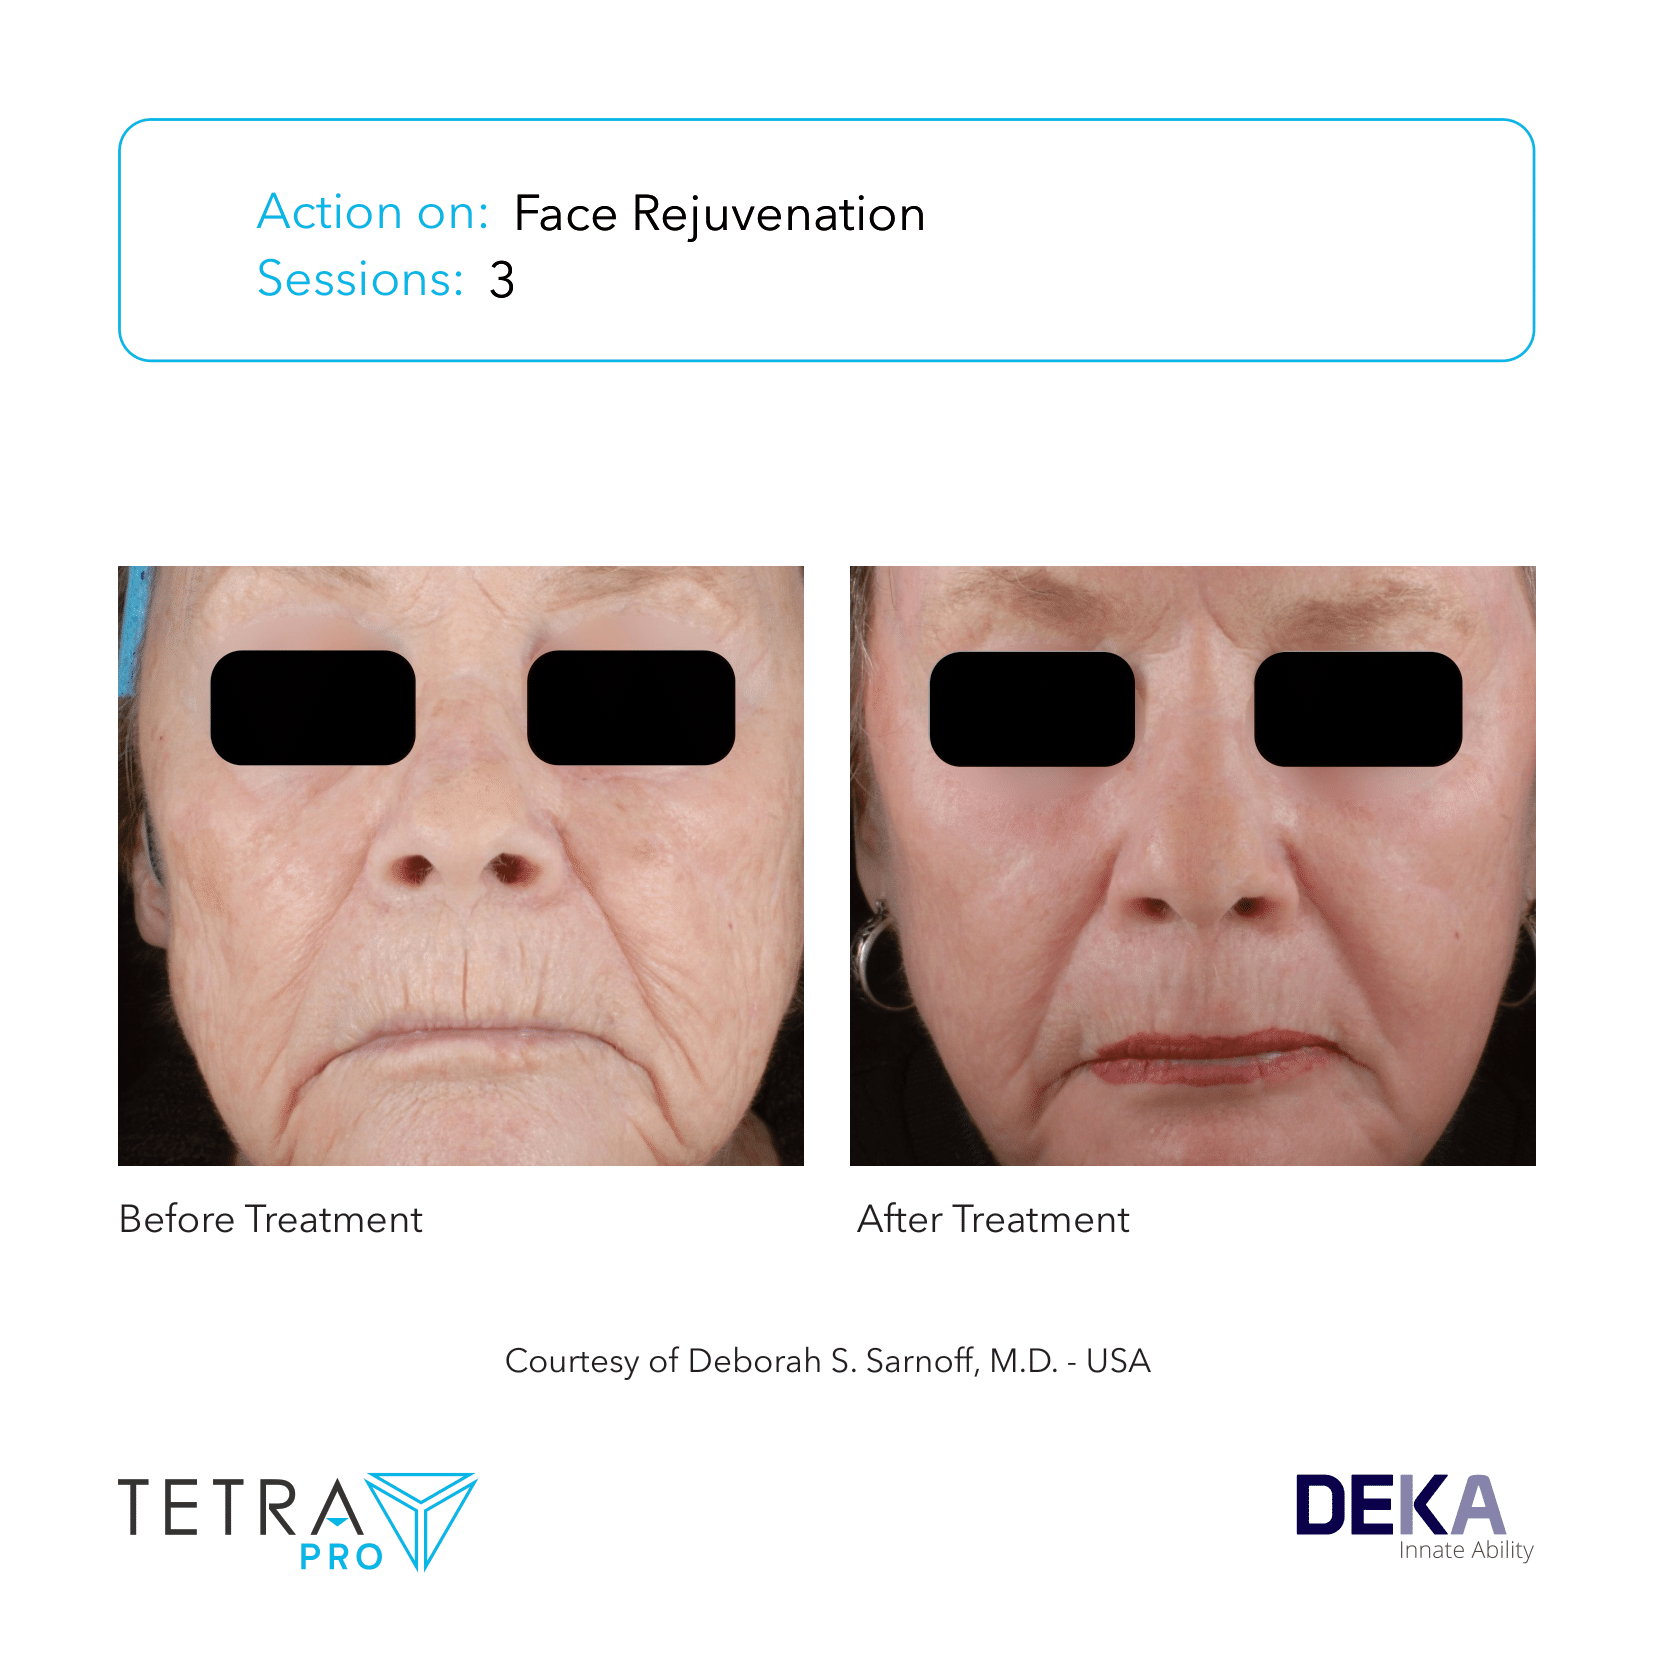 Action on: Face Rejuvenation
Sessions: 3
Before Treatment
After Treatment
Courtesy of Deborah S. Sarnoff, M.D. - USA
TETRA
PRO
DEKA
Innate Ability